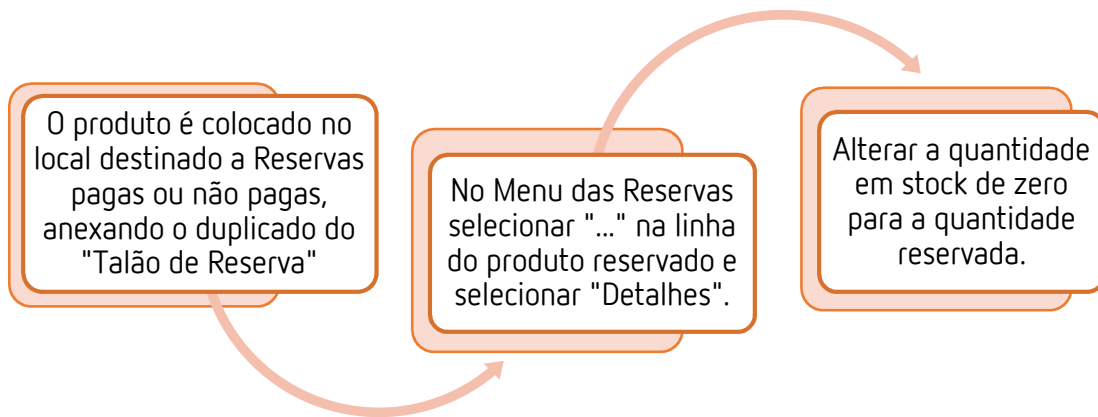 O produto é colocado no
local destinado a Reservas
pagas ou não pagas,
anexando o duplicado do
"Talão de Reserva"
No Menu das Reservas
selecionar "..." na linha
do produto reservado e
selecionar "Detalhes".
Alterar a quantidade
em stock de zero
para a quantidade
reservada.